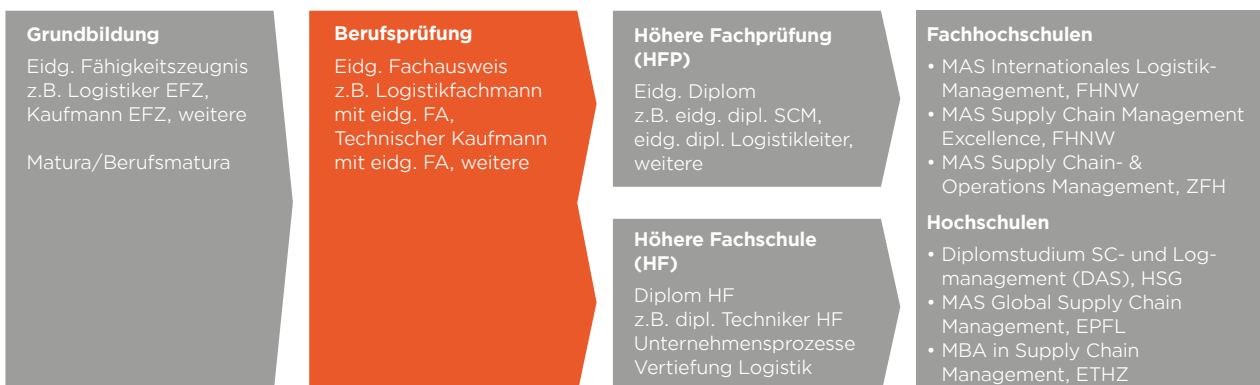 Grundbildung
Eidg. Fähigkeitszeugnis
z.B. Logistiker EFZ,
Kaufmann EFZ, weitere
Matura/Berufsmatura
Berufsprüfung
Eidg. Fachausweis
z.B. Logistikfachmann
mit eidg. FA,
Technischer Kaufmann
mit eidg. FA, weitere
Höhere Fachprüfung
(HFP)
Eidg. Diplom
z.B. eidg. dipl. SCM,
eidg. dipl. Logistikleiter,
weitere
Höhere Fachschule
(HF)
Diplom HF
z.B. dipl. Techniker HF
Unternehmensprozesse
Vertiefung Logistik
Fachhochschulen
• MAS Internationales Logistik-
Management, FHNW
• MAS Supply Chain Management
Excellence, FHNW
• MAS Supply Chain- &
Operations Management, ZFH
Hochschulen
• Diplomstudium SC- und Log-
management (DAS), HSG
• MAS Global Supply Chain
Management, EPFL
• MBA in Supply Chain
Management, ETHZ